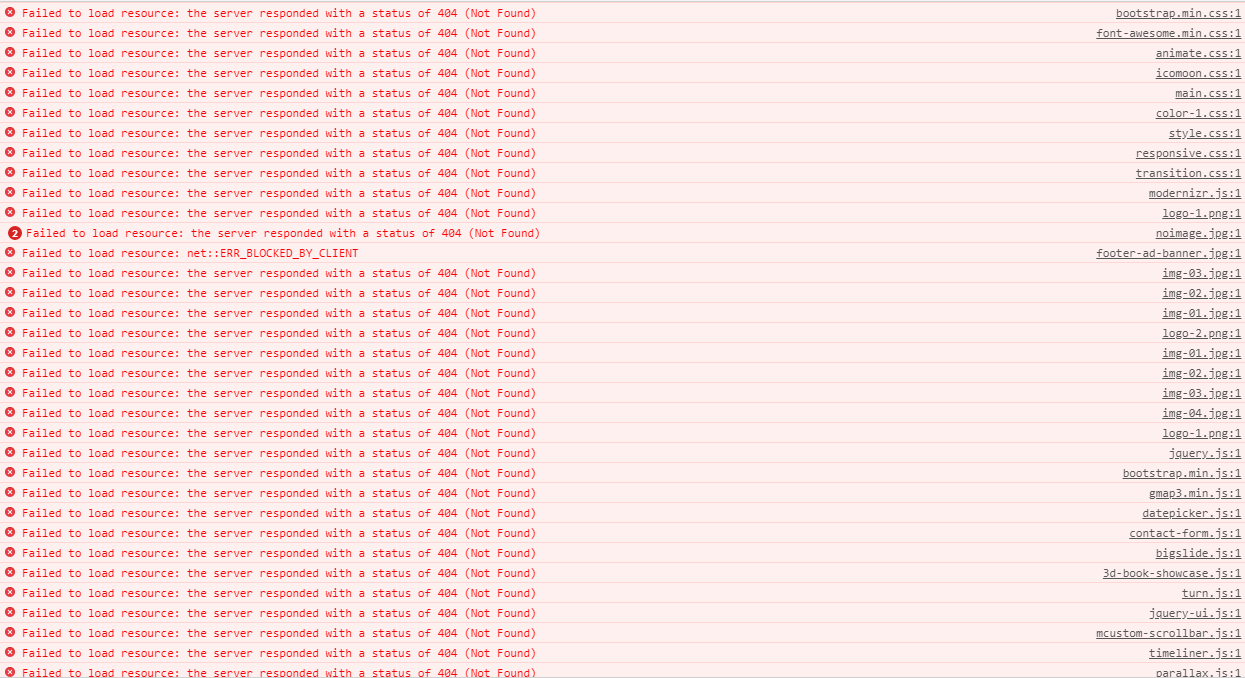 Failed to load resource: the server responded with a status of 404 (Not Found) bootstrap.min.css:1
Failed to load resource: the server responded with a status of 404 (Not Found) font-awesome.min.css:1
Failed to load resource: the server responded with a status of 404 (Not Found) animate.css:1
Failed to load resource: the server responded with a status of 404 (Not Found) icomoon.css:1
Failed to load resource: the server responded with a status of 404 (Not Found) main.css:1
Failed to load resource: the server responded with a status of 404 (Not Found) color-1.css:1
Failed to load resource: the server responded with a status of 404 (Not Found) style.css:1
Failed to load resource: the server responded with a status of 404 (Not Found) responsive.css:1
Failed to load resource: the server responded with a status of 404 (Not Found) transition.css:1
Failed to load resource: the server responded with a status of 404 (Not Found) modernizr.js:1
Failed to load resource: the server responded with a status of 404 (Not Found) logo-1.png:1
2 Failed to load resource: the server responded with a status of 404 (Not Found) noimage.jpg:1
Failed to load resource: net::ERR_BLOCKED_BY_CLIENT footer-ad-banner.jpg:1
Failed to load resource: the server responded with a status of 404 (Not Found) img-03.jpg:1
Failed to load resource: the server responded with a status of 404 (Not Found) img-02.jpg:1
Failed to load resource: the server responded with a status of 404 (Not Found) img-01.jpg:1
Failed to load resource: the server responded with a status of 404 (Not Found) logo-2.png:1
Failed to load resource: the server responded with a status of 404 (Not Found) img-01.jpg:1
Failed to load resource: the server responded with a status of 404 (Not Found) img-02.jpg:1
Failed to load resource: the server responded with a status of 404 (Not Found) img-03.jpg:1
Failed to load resource: the server responded with a status of 404 (Not Found) img-04.jpg:1
Failed to load resource: the server responded with a status of 404 (Not Found) logo-1.png:1
Failed to load resource: the server responded with a status of 404 (Not Found) jquery.js:1
Failed to load resource: the server responded with a status of 404 (Not Found) bootstrap.min.js:1
Failed to load resource: the server responded with a status of 404 (Not Found) gmap3.min.js:1
Failed to load resource: the server responded with a status of 404 (Not Found) datepicker.js:1
Failed to load resource: the server responded with a status of 404 (Not Found) contact-form.js:1
Failed to load resource: the server responded with a status of 404 (Not Found) bigslide.js:1
Failed to load resource: the server responded with a status of 404 (Not Found) 3d-book-showcase.js:1
Failed to load resource: the server responded with a status of 404 (Not Found) turn.js:1
Failed to load resource: the server responded with a status of 404 (Not Found) jquery-ui.js:1
Failed to load resource: the server responded with a status of 404 (Not Found) mcustom-scrollbar.js:1
Failed to load resource: the server responded with a status of 404 (Not Found) timeliner.js:1
Failed to load resource: the server responded with a status of 404 (Not Found) parallax.js:1